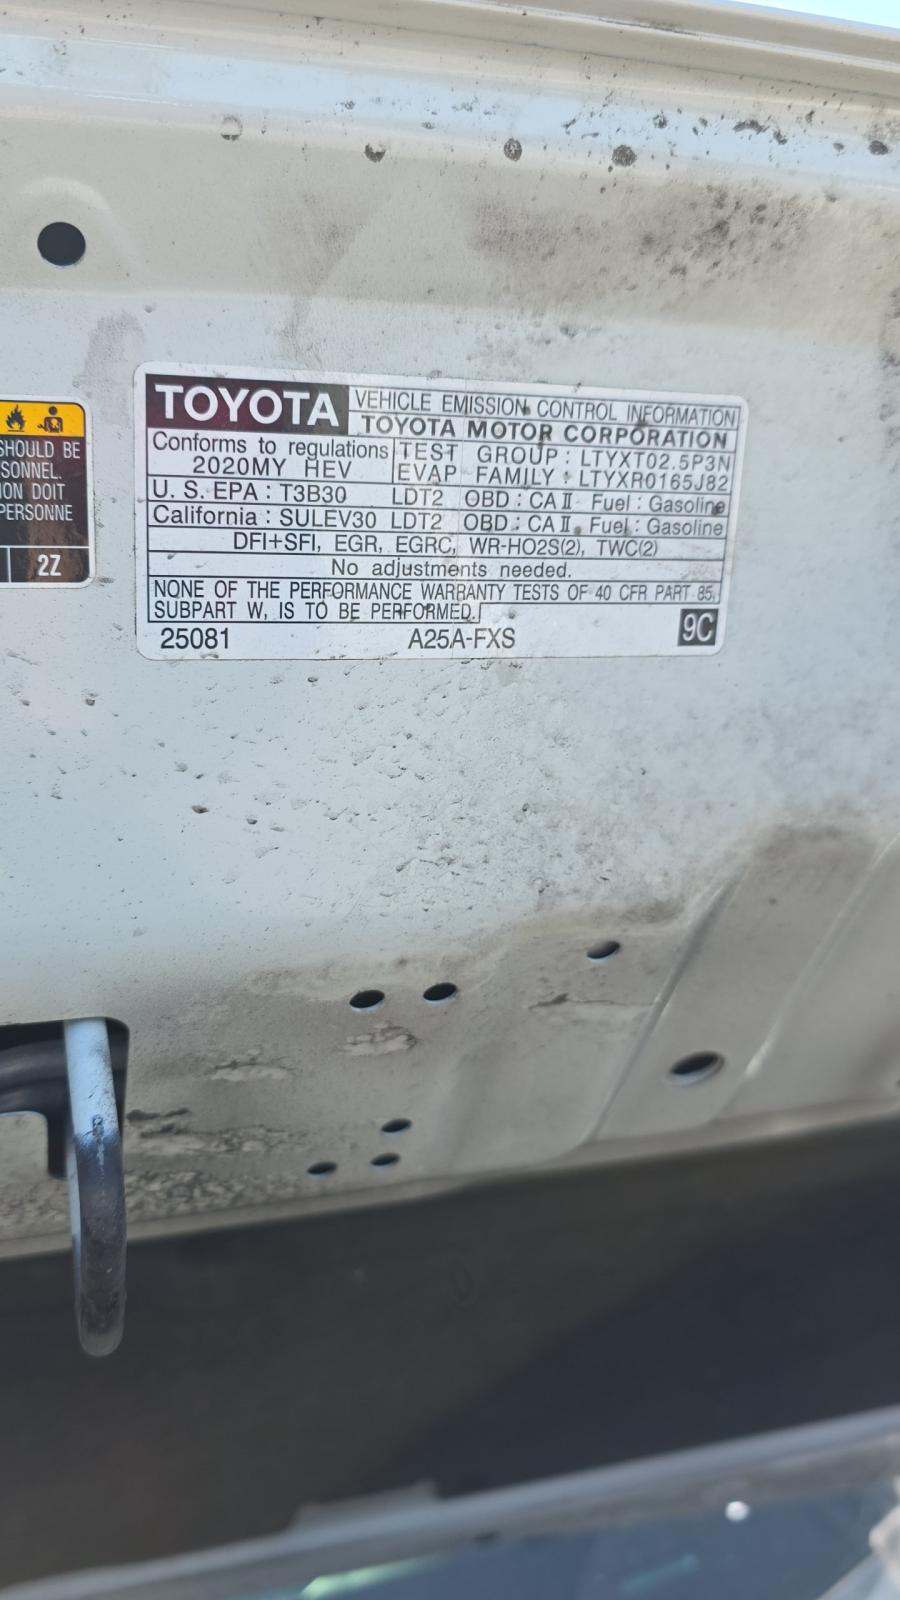 SHOULD BE
SONNEL.
ION DOIT
PERSONNE
2Z
TOYOTA
VEHICLE EMISSION CONTROL INFORMATION
TOYOTA MOTOR CORPORATION
Conforms to regulations
2020MY HEV
TEST GROUP : LTYXT02.5P3N
EVAP FAMILY : LTYXR0165J82
U. S. EPA : T3B30 LDT2 OBD : CA II Fuel : Gasoline
California : SULEV30 LDT2 OBD : CA II Fuel : Gasoline
DFI+SFI, EGR, EGRC, WR-HO2S(2), TWC(2)
No adjustments needed.
NONE OF THE PERFORMANCE WARRANTY TESTS OF 40 CFR PART 85,
SUBPART W, IS TO BE PERFORMED.
25081 A25A-FXS 9C